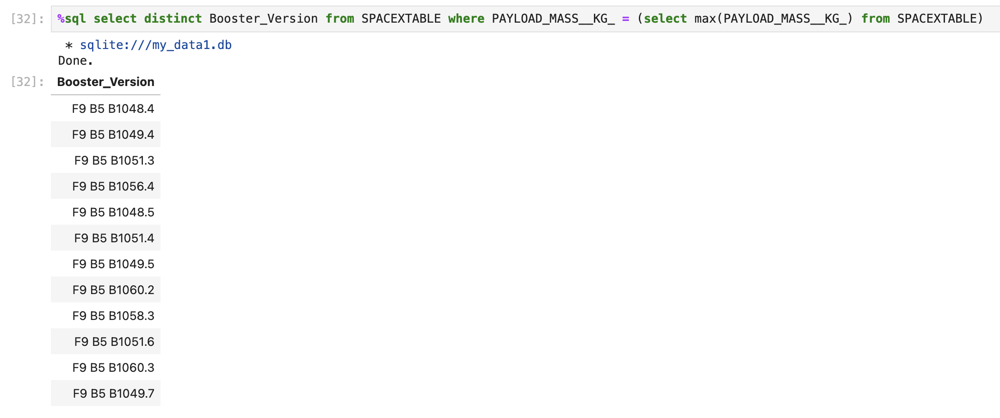 [32]: %sql select distinct Booster_Version from SPACEXTABLE where PAYLOAD_MASS__KG_ = (select max(PAYLOAD_MASS__KG_) from SPACEXTABLE)
* sqlite:///my_data1.db
Done.
[32]: Booster_Version
F9 B5 B1048.4
F9 B5 B1049.4
F9 B5 B1051.3
F9 B5 B1056.4
F9 B5 B1048.5
F9 B5 B1051.4
F9 B5 B1049.5
F9 B5 B1060.2
F9 B5 B1058.3
F9 B5 B1051.6
F9 B5 B1060.3
F9 B5 B1049.7